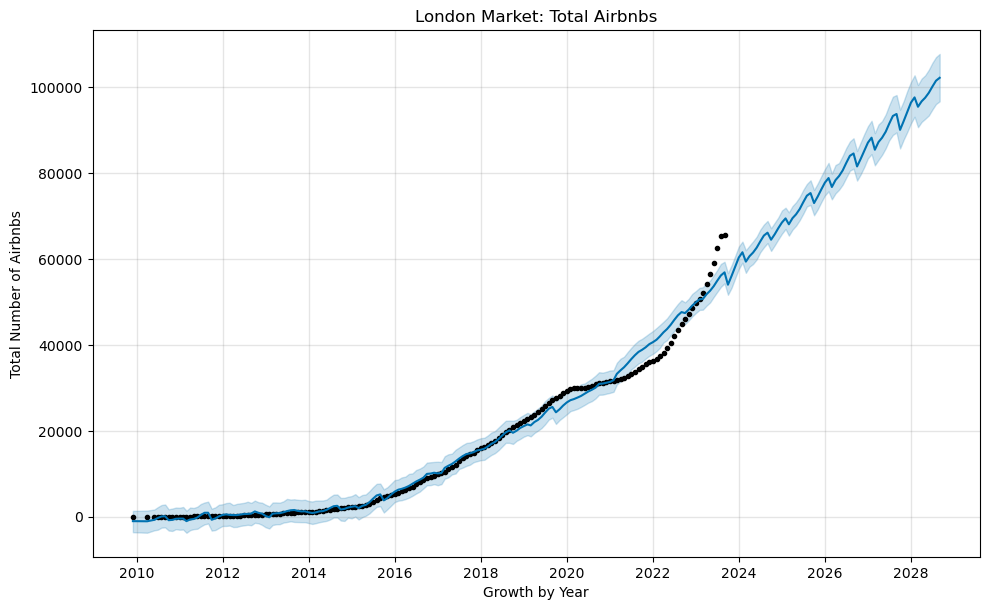 London Market: Total Airbnbs
Total Number of Airbnbs
100000
80000
60000
40000
20000
0
2010 2012 2014 2016 2018 2020 2022 2024 2026 2028
Growth by Year